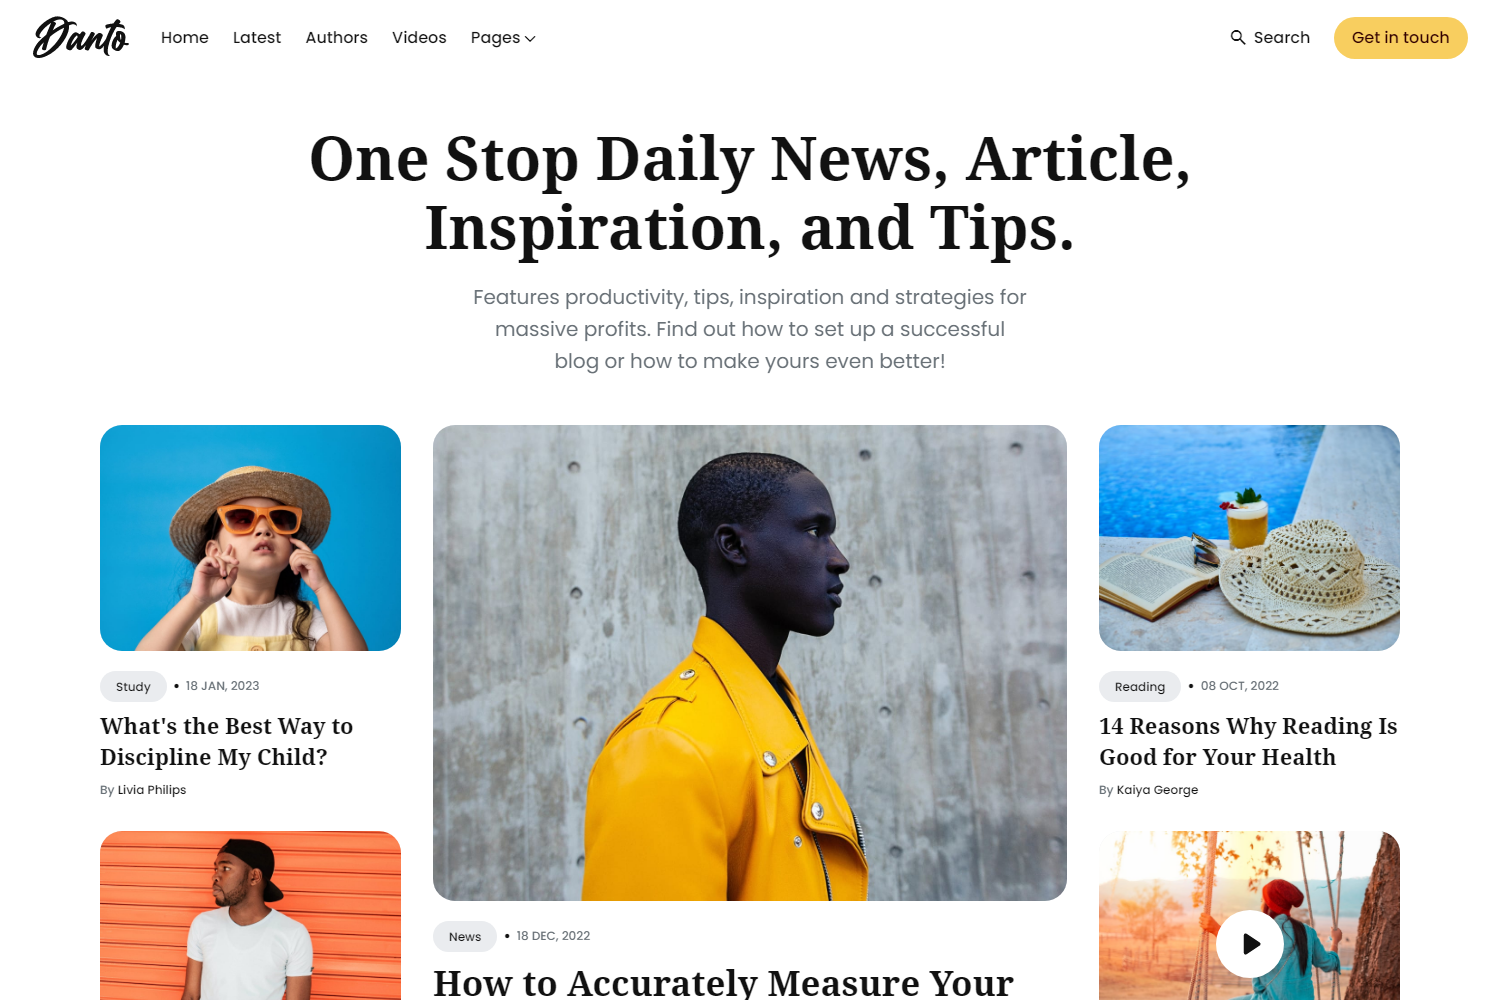 Danto
Home
Latest
Authors
Videos
Pages
Search
Get in touch
One Stop Daily News, Article,
Inspiration, and Tips.
Features productivity, tips, inspiration and strategies for
massive profits. Find out how to set up a successful
blog or how to make yours even better!
Study • 18 JAN, 2023
What's the Best Way to
Discipline My Child?
By Livia Philips
News • 18 DEC, 2022
How to Accurately Measure Your
Reading • 08 OCT, 2022
14 Reasons Why Reading Is
Good for Your Health
By Kaiya George